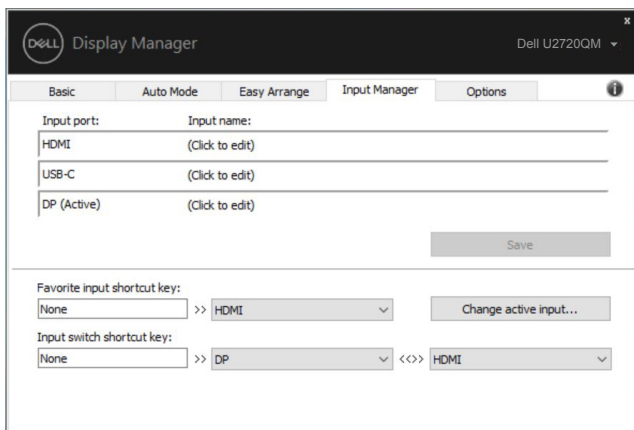 DELL Display Manager
x
Dell U2720QM
Basic Auto Mode Easy Arrange Input Manager Options
Input port: Input name:
HDMI (Click to edit)
USB-C (Click to edit)
DP (Active) (Click to edit)
Save
Favorite input shortcut key:
None >> HDMI Change active input...
Input switch shortcut key:
None >> DP <<>> HDMI